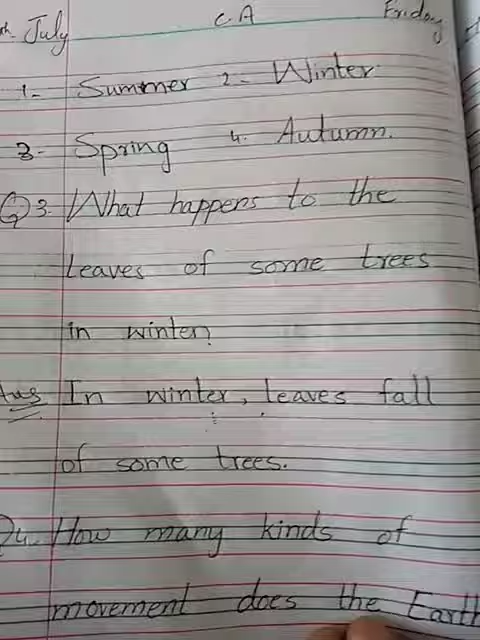 July C A Friday
1- Summer 2- Winter
3- Spring 4. Autumn.
Q3. What happens to the
leaves of some trees
in winter?
Ans In winter, leaves fall
of some trees.
Q4. How many kinds of
movement does the Earth